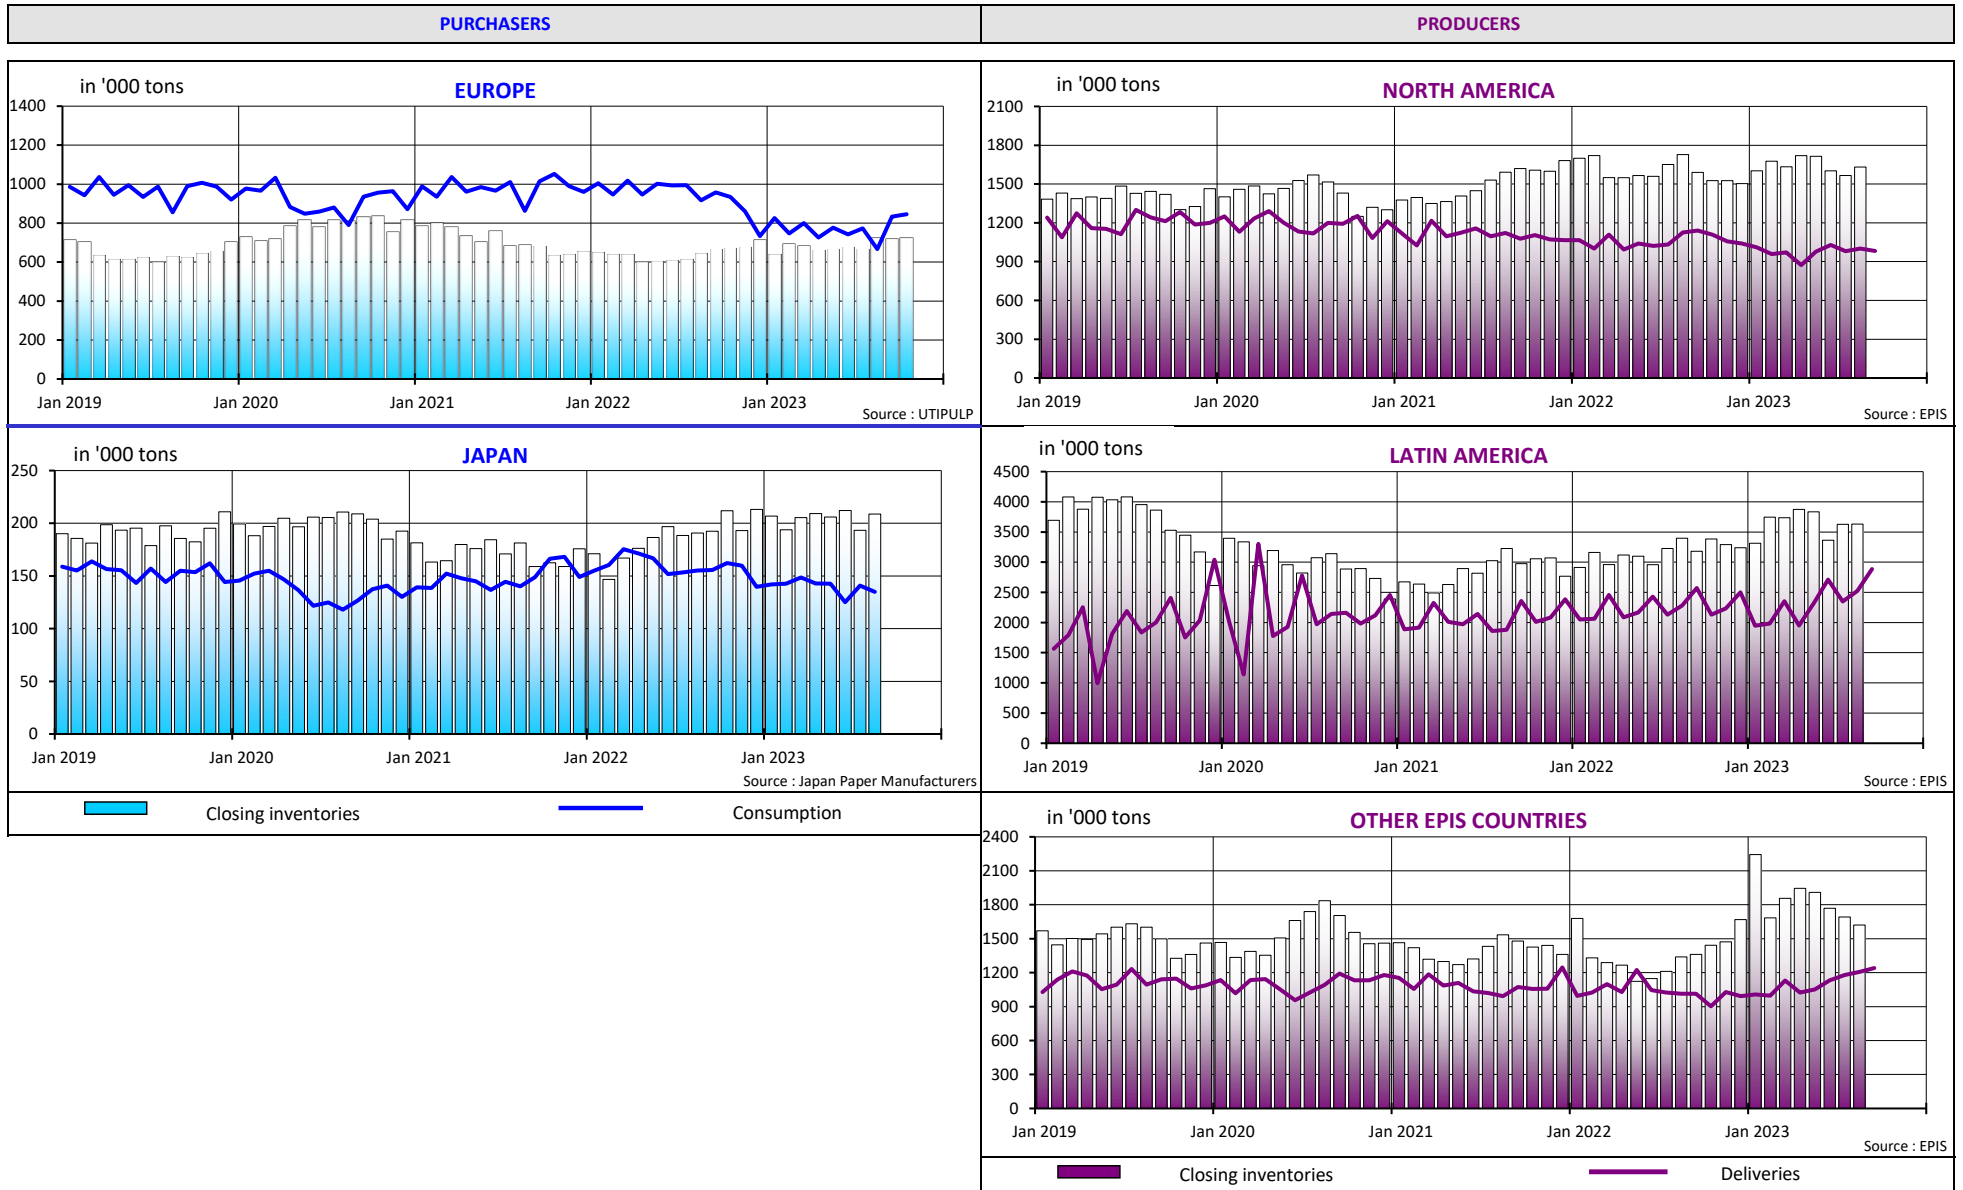 PURCHASERS
PRODUCERS
in '000 tons
EUROPE
1400
1200
1000
800
600
400
200
0
Jan 2019
Jan 2020
Jan 2021
Jan 2022
Jan 2023
Source : UTIPULP
in '000 tons
JAPAN
250
200
150
100
50
0
Jan 2019
Jan 2020
Jan 2021
Jan 2022
Jan 2023
Source : Japan Paper Manufacturers
Closing inventories
Consumption
in '000 tons
NORTH AMERICA
2100
1800
1500
1200
900
600
300
0
Jan 2019
Jan 2020
Jan 2021
Jan 2022
Jan 2023
Source : EPIS
in '000 tons
LATIN AMERICA
4500
4000
3500
3000
2500
2000
1500
1000
500
0
Jan 2019
Jan 2020
Jan 2021
Jan 2022
Jan 2023
Source : EPIS
in '000 tons
OTHER EPIS COUNTRIES
2400
2100
1800
1500
1200
900
600
300
0
Jan 2019
Jan 2020
Jan 2021
Jan 2022
Jan 2023
Source : EPIS
Closing inventories
Deliveries